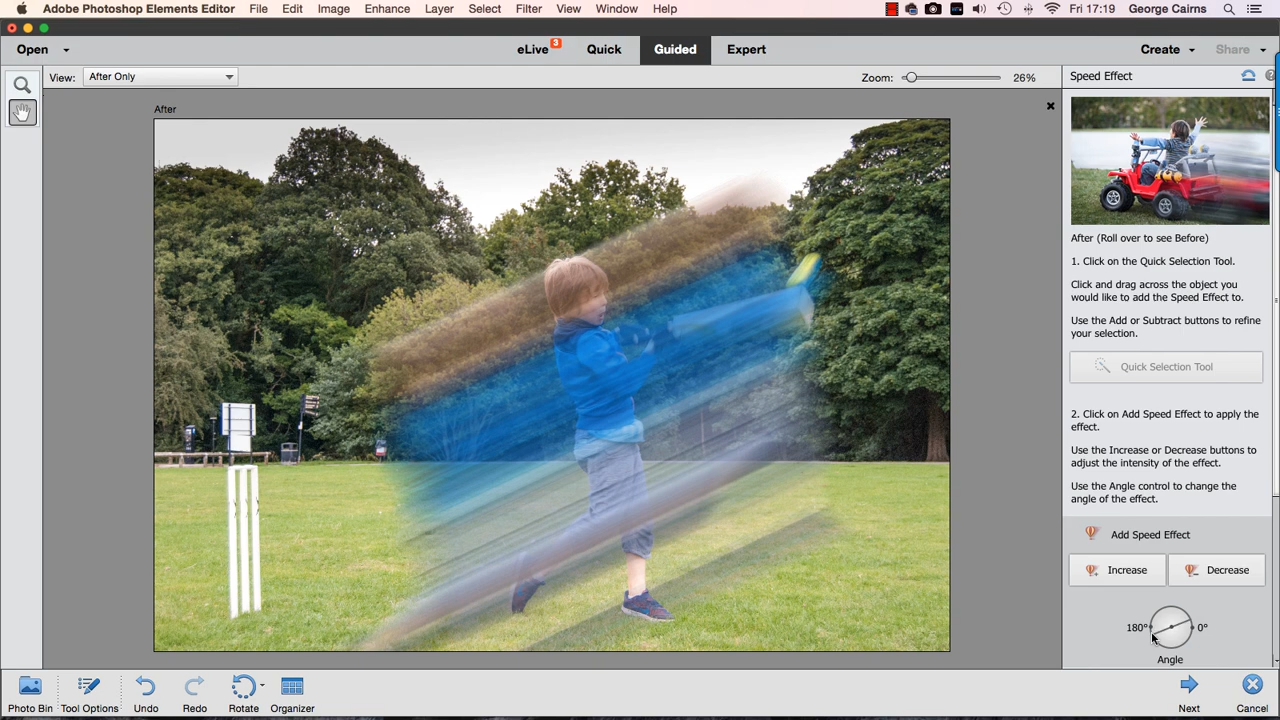 Adobe Photoshop Elements Editor File Edit Image Enhance Layer Select Filter View Window Help Fri 17:19 George Cairns
Open eLive 3 Quick Guided Expert Create Share
View: After Only Zoom: 26% Speed Effect
After
After (Roll over to see Before)
1. Click on the Quick Selection Tool.
Click and drag across the object you
would like to add the Speed Effect to.
Use the Add or Subtract buttons to refine
your selection.
Quick Selection Tool
2. Click on Add Speed Effect to apply the
effect.
Use the Increase or Decrease buttons to
adjust the intensity of the effect.
Use the Angle control to change the
angle of the effect.
Add Speed Effect
Increase Decrease
180° 0°
Angle
Photo Bin Tool Options Undo Redo Rotate Organizer Next Cancel